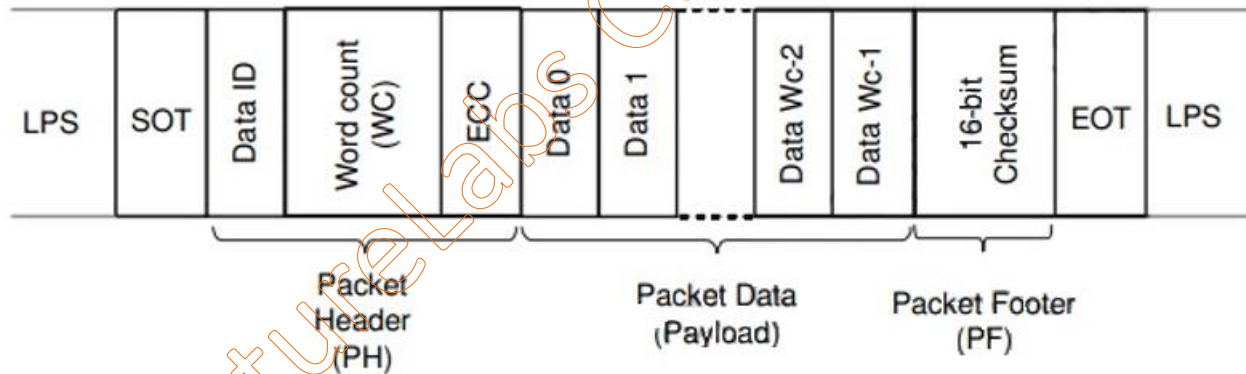 LPS
SOT
Data ID
Word count
(WC)
ECC
Data 0
Data 1
Data Wc-2
Data Wc-1
16-bit
Checksum
EOT
LPS
Packet
Header
(PH)
Packet Data
(Payload)
Packet Footer
(PF)
tureLabs C